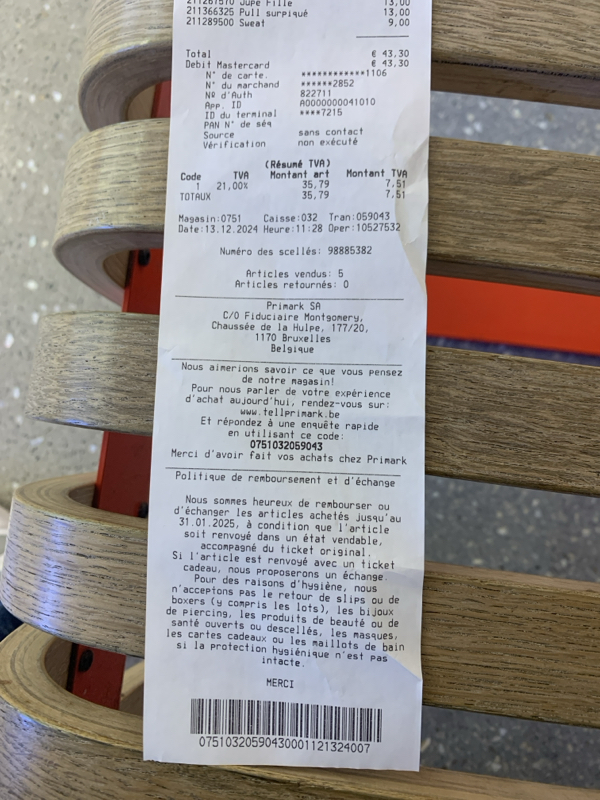 211267570 Jupe Fille 13,00
211366325 Pull surpiqué 13,00
211289500 Sweat 9,00
Total € 43,30
Debit Mastercard € 43,30
N° de carte. ************1106
N° du marchand ******2852
Nº d'Auth 822711
App. ID A0000000041010
ID du terminal ****7215
PAN N° de séq
Source sans contact
Vérification non exécuté
(Résumé TVA)
Code TVA Montant art Montant TVA
1 21,00% 35,79 7,51
TOTAUX 35,79 7,51
Magasin:0751 Caisse:032 Tran:059043
Date:13.12.2024 Heure:11:28 Oper:10527532
Numéro des scellés: 98885382
Articles vendus: 5
Articles retournés: 0
Primark SA
C/O Fiduciaire Montgomery,
Chaussée de la Hulpe, 177/20,
1170 Bruxelles
Belgique
Nous aimerions savoir ce que vous pensez
de notre magasin!
Pour nous parler de votre expérience
d'achat aujourd'hui, rendez-vous sur:
www.tellprimark.be
Et répondez à une enquête rapide
en utilisant ce code:
0751032059043
Merci d'avoir fait vos achats chez Primark
Politique de remboursement et d'échange
Nous sommes heureux de rembourser ou
d'échanger les articles achetés jusqu'au
31.01.2025, à condition que l'article
soit renvoyé dans un état vendable,
accompagné du ticket original.
Si l'article est renvoyé avec un ticket
cadeau, nous proposerons un échange.
Pour des raisons d'hygiène, nous
n'acceptons pas le retour de slips ou de
boxers (y compris les lots), les bijoux
de piercing, les produits de beauté ou de
santé ouverts ou descellés, les masques,
les cartes cadeaux ou les maillots de bain
si la protection hygiénique n'est pas
intacte.
MERCI
07510320590430001121324007